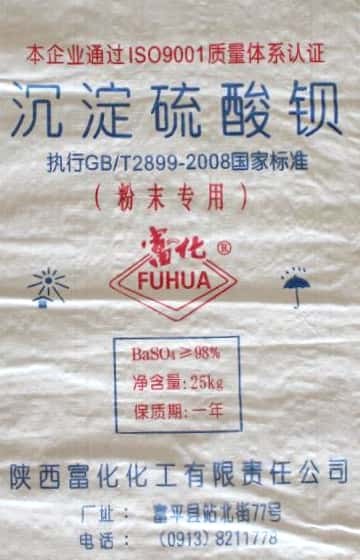 本企业通过ISO9001质量体系认证
沉淀硫酸钡
执行GB/T2899-2008国家标准
(粉末专用)
富化®
FUHUA
BaSO₄≥98%
净含量:25kg
保质期:一年
陕西富化化工有限责任公司
厂址: 富平县站北街77号
电话: (0913)8211778